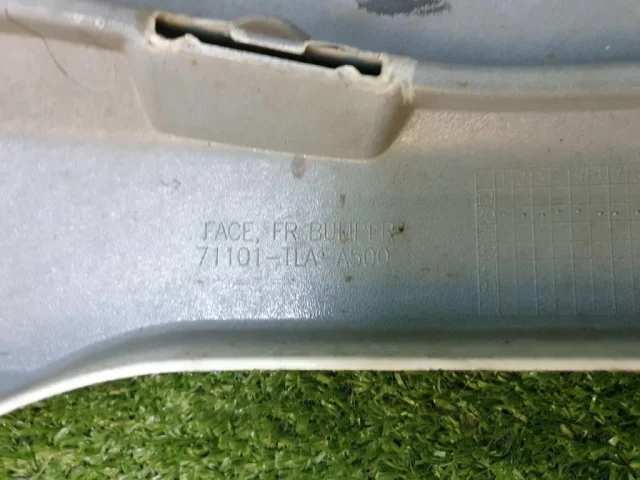 FACE, FR BUMPER
71101-TLA-A500